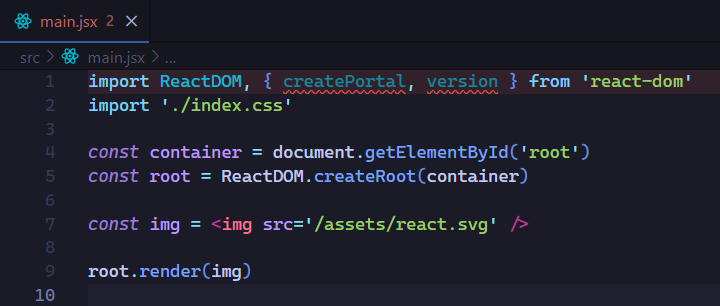 main.jsx 2 ×
src > main.jsx > ...
1 import ReactDOM, { createPortal, version } from 'react-dom'
2 import './index.css'
3
4 const container = document.getElementById('root')
5 const root = ReactDOM.createRoot(container)
6
7 const img = <img src='/assets/react.svg' />
8
9 root.render(img)
10